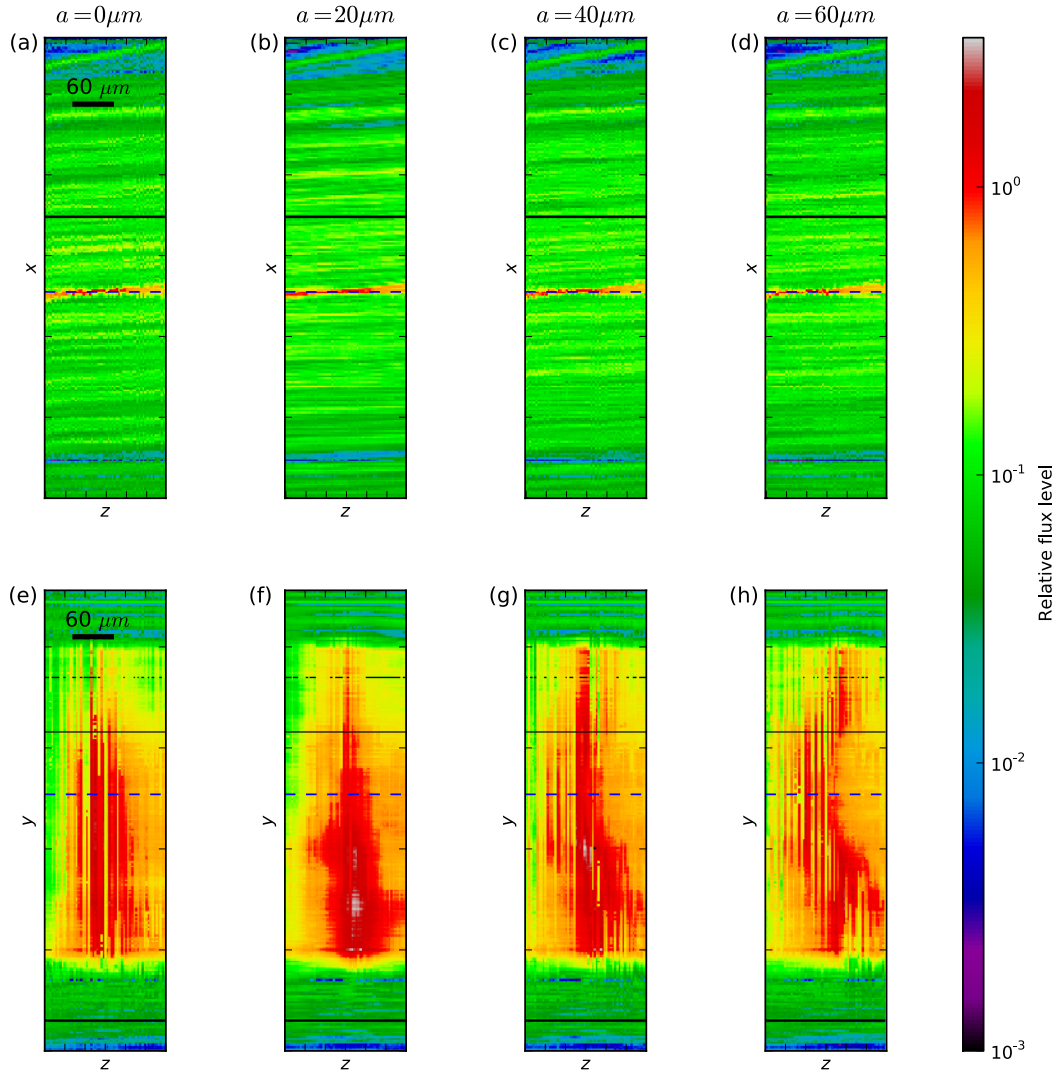 a = 0μm a = 20μm a = 40μm a = 60μm
(a) (b) (c) (d)
60 μm
x x x x
z z z z
(e) (f) (g) (h)
60 μm
y y y y
z z z z
10^0
10^-1
10^-2
10^-3
Relative flux level